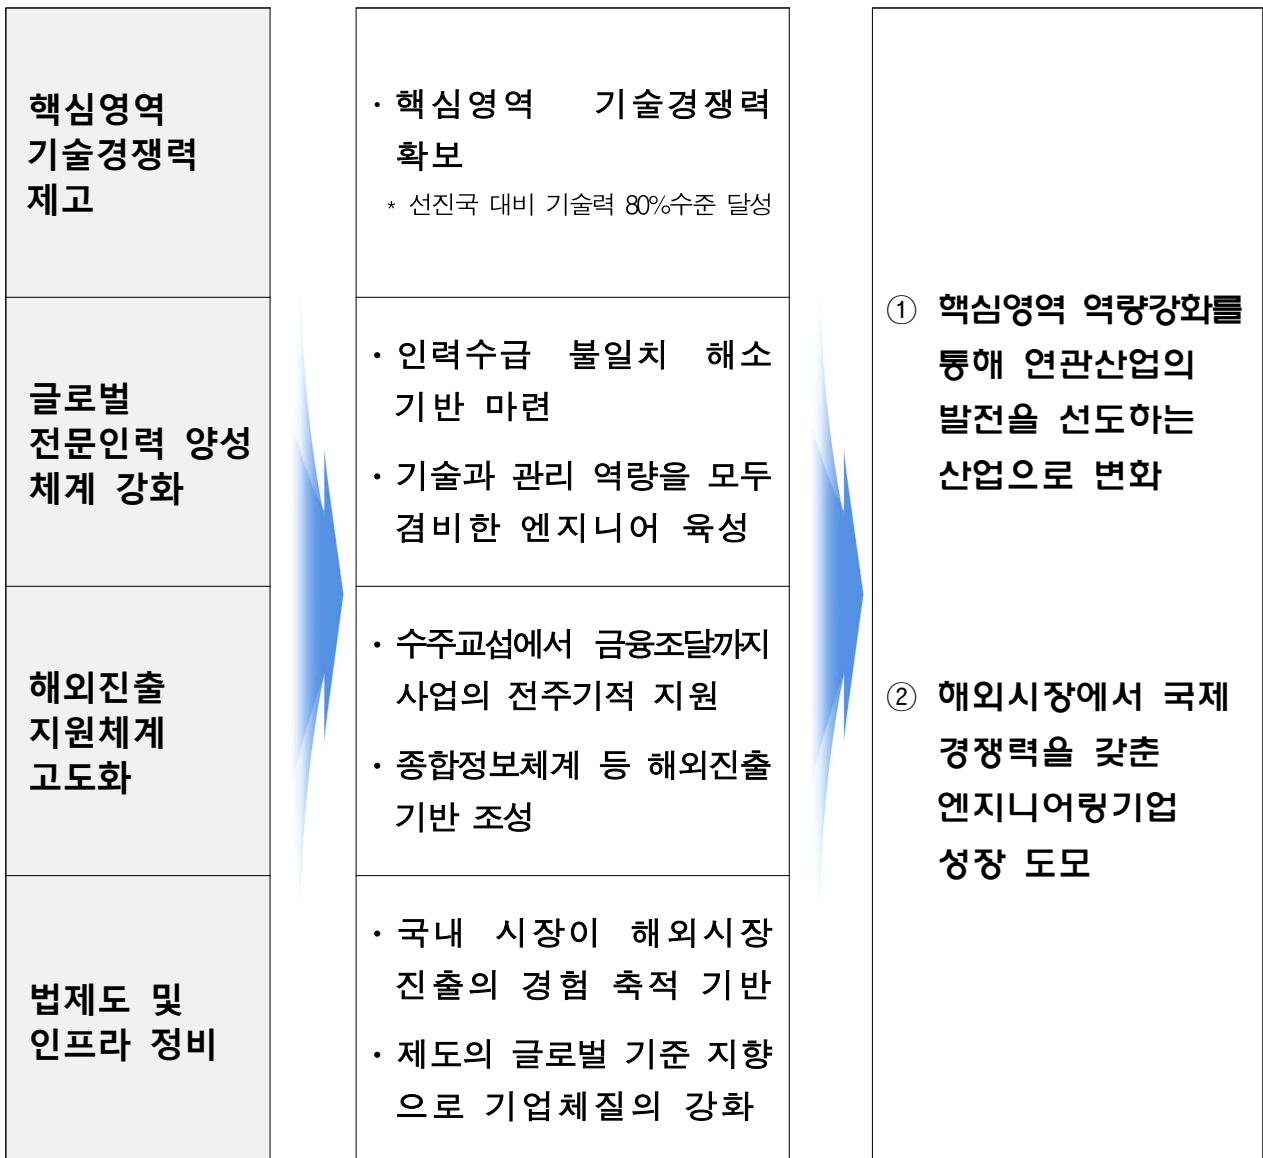 핵심영역
기술경쟁력
제고
· 핵심영역 기술경쟁력
확보
* 선진국 대비 기술력 80%수준 달성
글로벌
전문인력 양성
체계 강화
· 인력수급 불일치 해소
기반 마련
· 기술과 관리 역량을 모두
겸비한 엔지니어 육성
해외진출
지원체계
고도화
· 수주교섭에서 금융조달까지
사업의 전주기적 지원
· 종합정보체계 등 해외진출
기반 조성
법제도 및
인프라 정비
· 국내 시장이 해외시장
진출의 경험 축적 기반
· 제도의 글로벌 기준 지향
으로 기업체질의 강화
① 핵심영역 역량강화를
통해 연관산업의
발전을 선도하는
산업으로 변화
② 해외시장에서 국제
경쟁력을 갖춘
엔지니어링기업
성장 도모